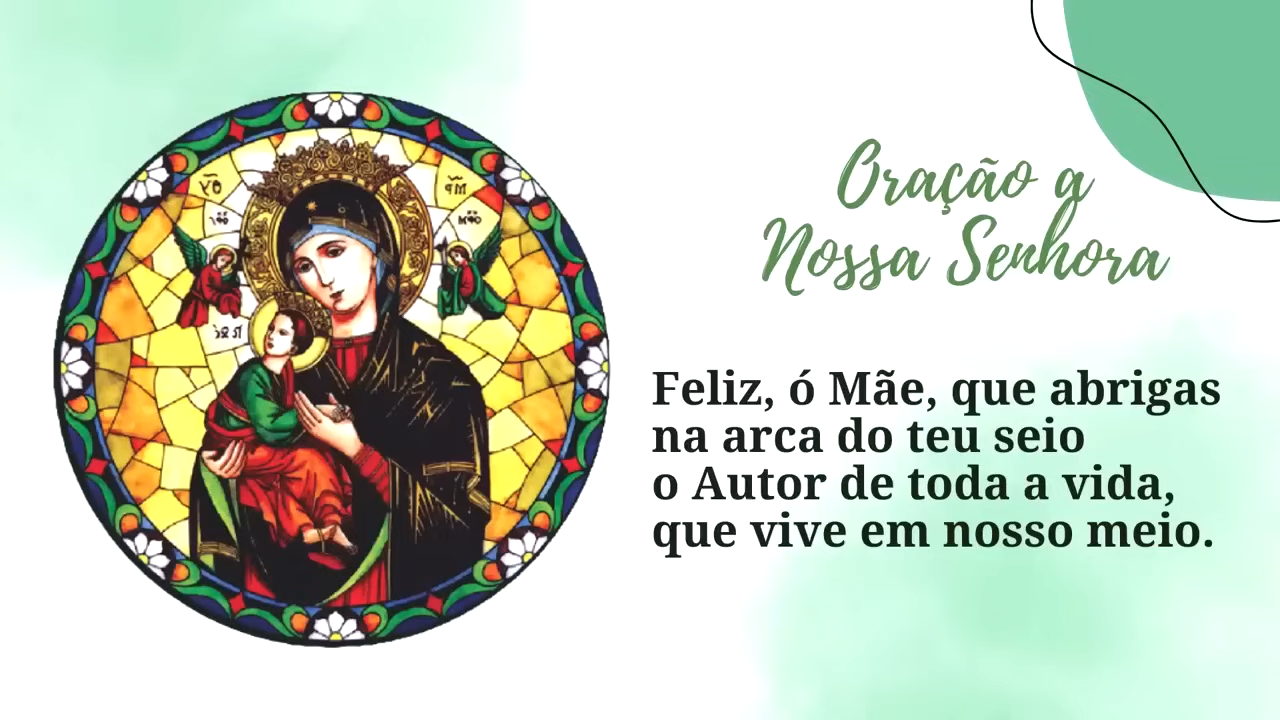 Oração a
Nossa Senhora
Feliz, ó Mãe, que abrigas
na arca do teu seio
o Autor de toda a vida,
que vive em nosso meio.